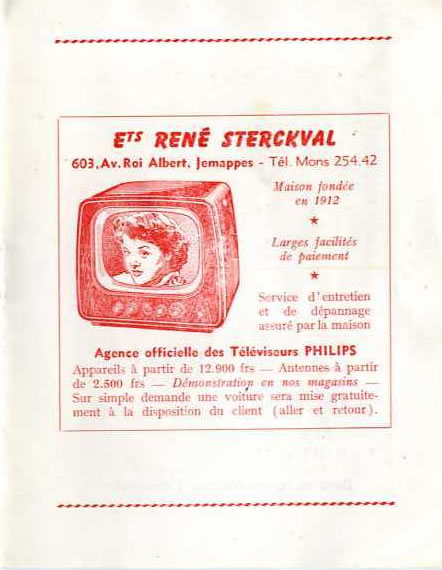 ETS RENÉ STERCKVAL
603, Av. Roi Albert, Jemappes - Tél. Mons 254.42
Maison fondée
en 1912
★
Larges facilités
de paiement
★
Service d'entretien
et de dépannage
assuré par la maison
Agence officielle des Téléviseurs PHILIPS
Appareils à partir de 12.900 frs — Antennes à partir
de 2.500 frs — Démonstration en nos magasins —
Sur simple demande une voiture sera mise gratuite-
ment à la disposition du client (aller et retour).